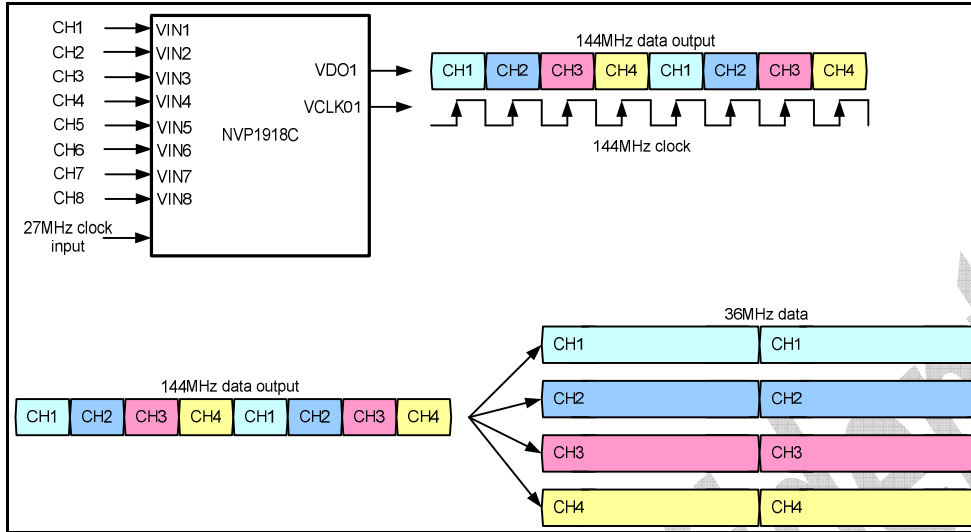 CH1
CH2
CH3
CH4
CH5
CH6
CH7
CH8
27MHz clock
input
VIN1
VIN2
VIN3
VIN4
VIN5
VIN6
VIN7
VIN8
NVP1918C
VDO1
VCLK01
144MHz data output
CH1 CH2 CH3 CH4 CH1 CH2 CH3 CH4
144MHz clock
144MHz data output
CH1 CH2 CH3 CH4 CH1 CH2 CH3 CH4
36MHz data
CH1 CH1
CH2 CH2
CH3 CH3
CH4 CH4